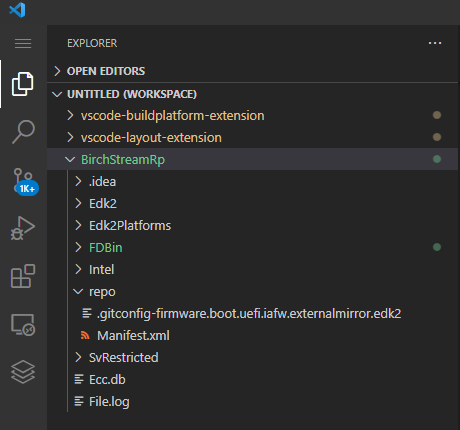 EXPLORER
OPEN EDITORS
UNTITLED (WORKSPACE)
vscode-buildplatform-extension
vscode-layout-extension
BirchStreamRp
.idea
Edk2
Edk2Platforms
1K+
FDBin
Intel
repo
.gitconfig-firmware.boot.uefi.iafw.externalmirror.edk2
Manifest.xml
SvRestricted
Ecc.db
File.log